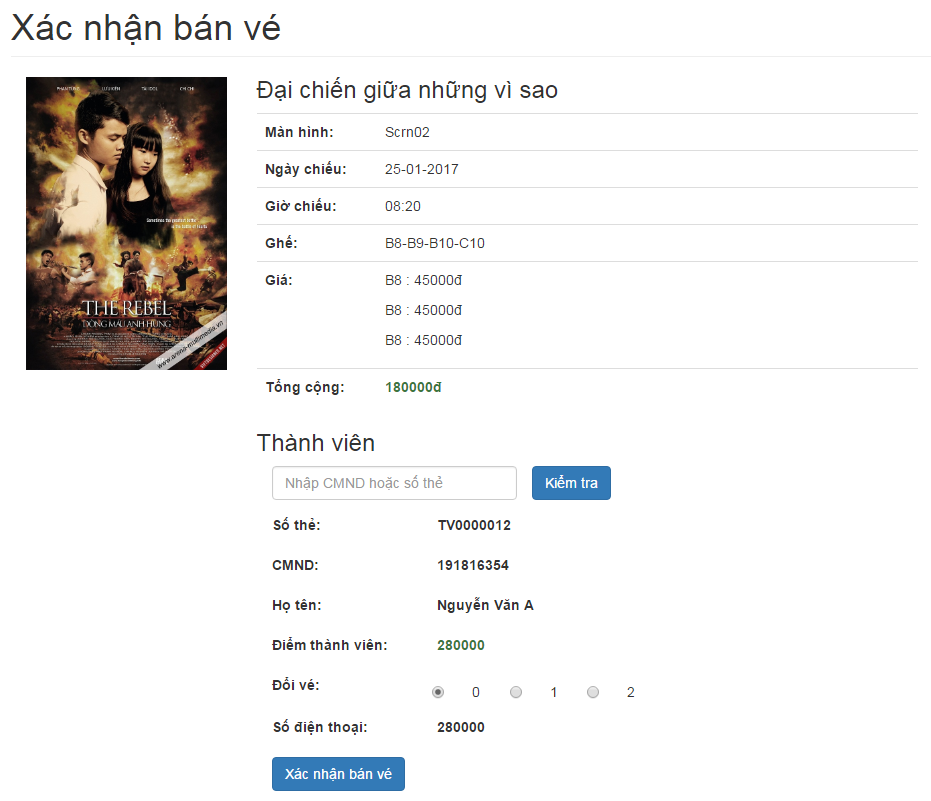 Xác nhận bán vé
Đại chiến giữa những vì sao
Màn hình: Scrn02
Ngày chiếu: 25-01-2017
Giờ chiếu: 08:20
Ghế: B8-B9-B10-C10
Giá: B8 : 45000đ
B8 : 45000đ
B8 : 45000đ
Tổng cộng: 180000đ
THE REBEL
DÒNG MÁU ANH HÙNG
Thành viên
Nhập CMND hoặc số thẻ Kiểm tra
Số thẻ: TV0000012
CMND: 191816354
Họ tên: Nguyễn Văn A
Điểm thành viên: 280000
Đổi vé: 0 1 2
Số điện thoại: 280000
Xác nhận bán vé